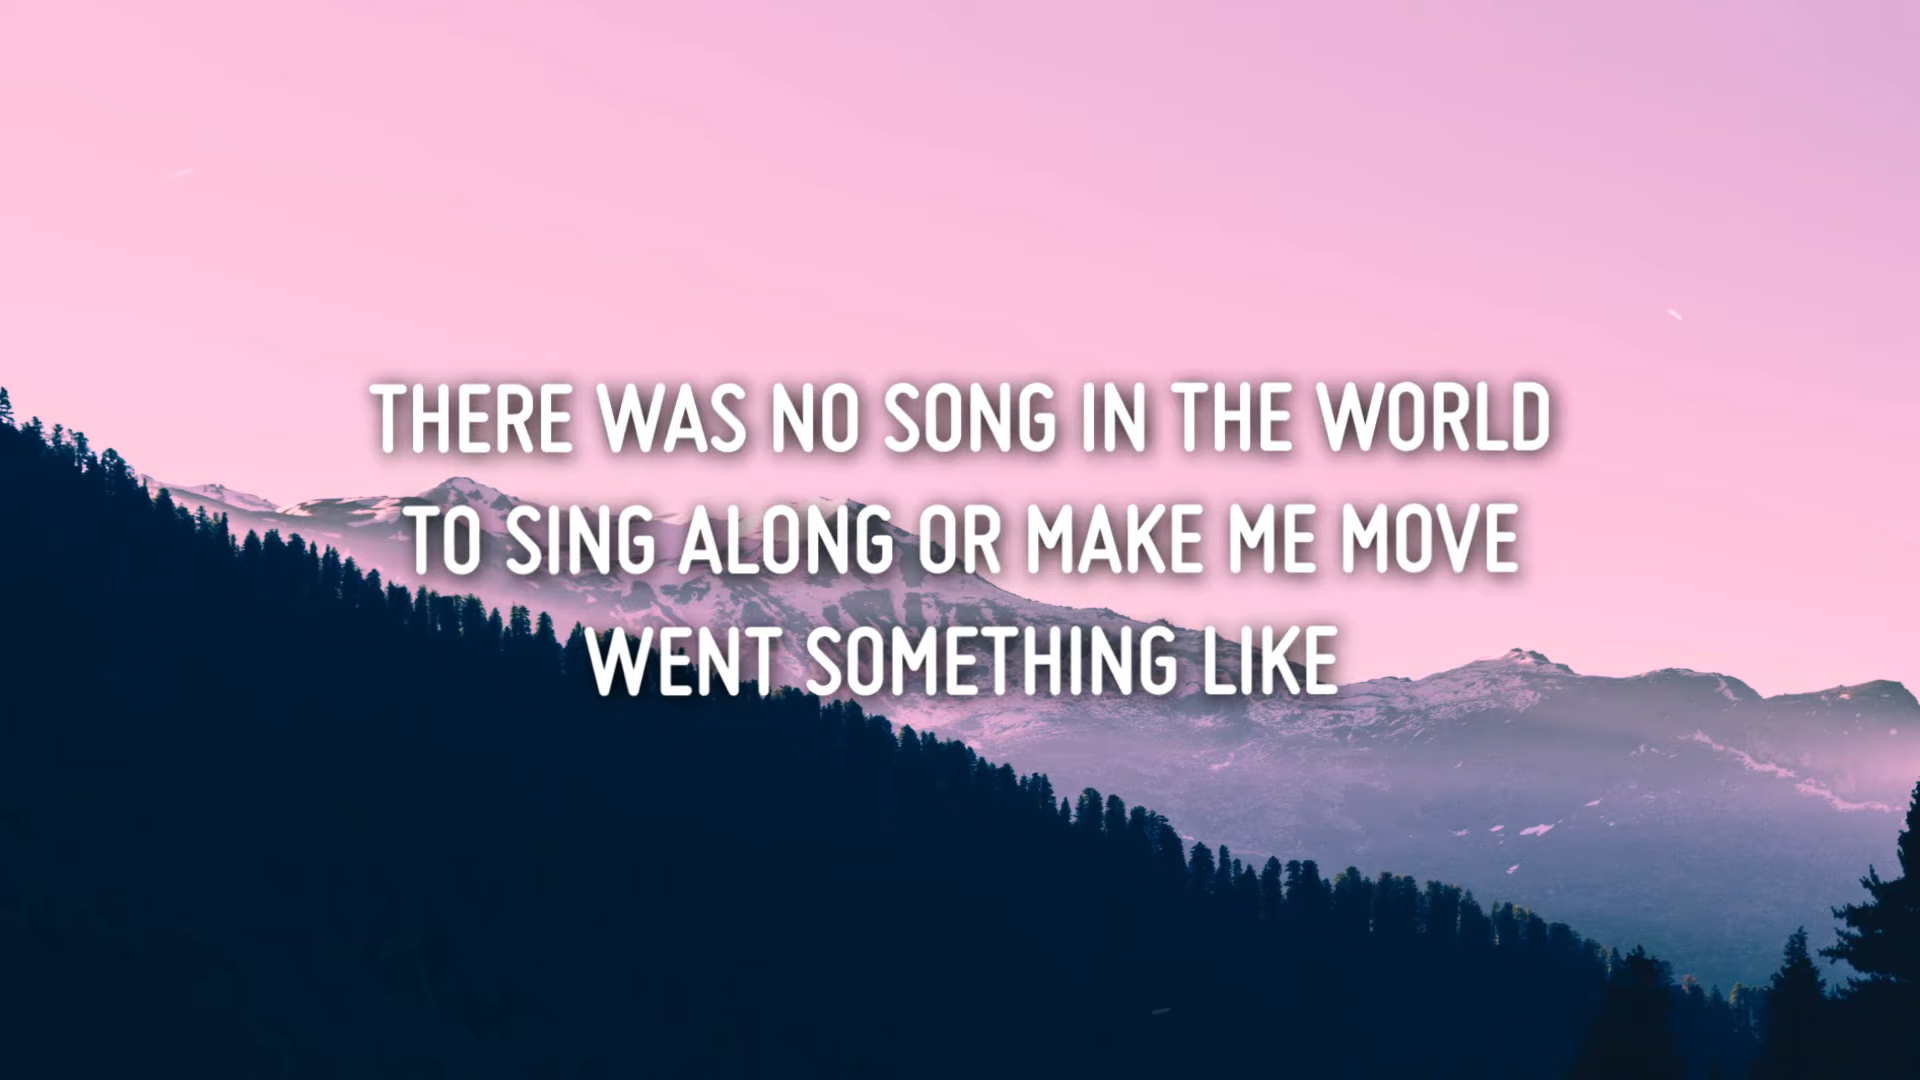 THERE WAS NO SONG IN THE WORLD
TO SING ALONG OR MAKE ME MOVE
WENT SOMETHING LIKE